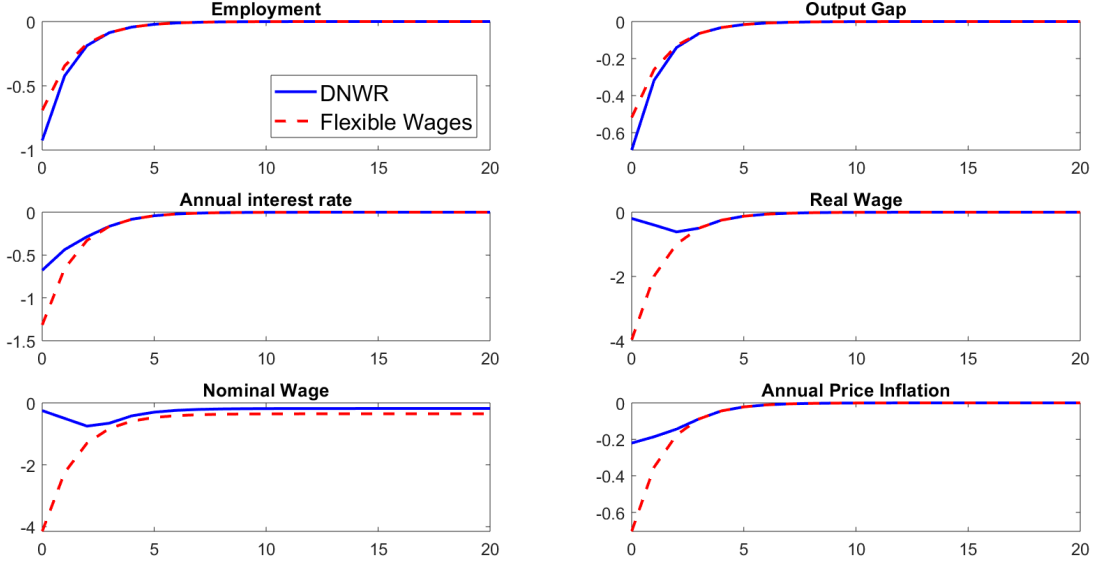 Employment
0
-0.5
-1
0 5 10 15 20
DNWR
Flexible Wages
Output Gap
0
-0.2
-0.4
-0.6
0 5 10 15 20
Annual interest rate
0
-0.5
-1
-1.5
0 5 10 15 20
Real Wage
0
-2
-4
0 5 10 15 20
Nominal Wage
0
-2
-4
0 5 10 15 20
Annual Price Inflation
0
-0.2
-0.4
-0.6
0 5 10 15 20